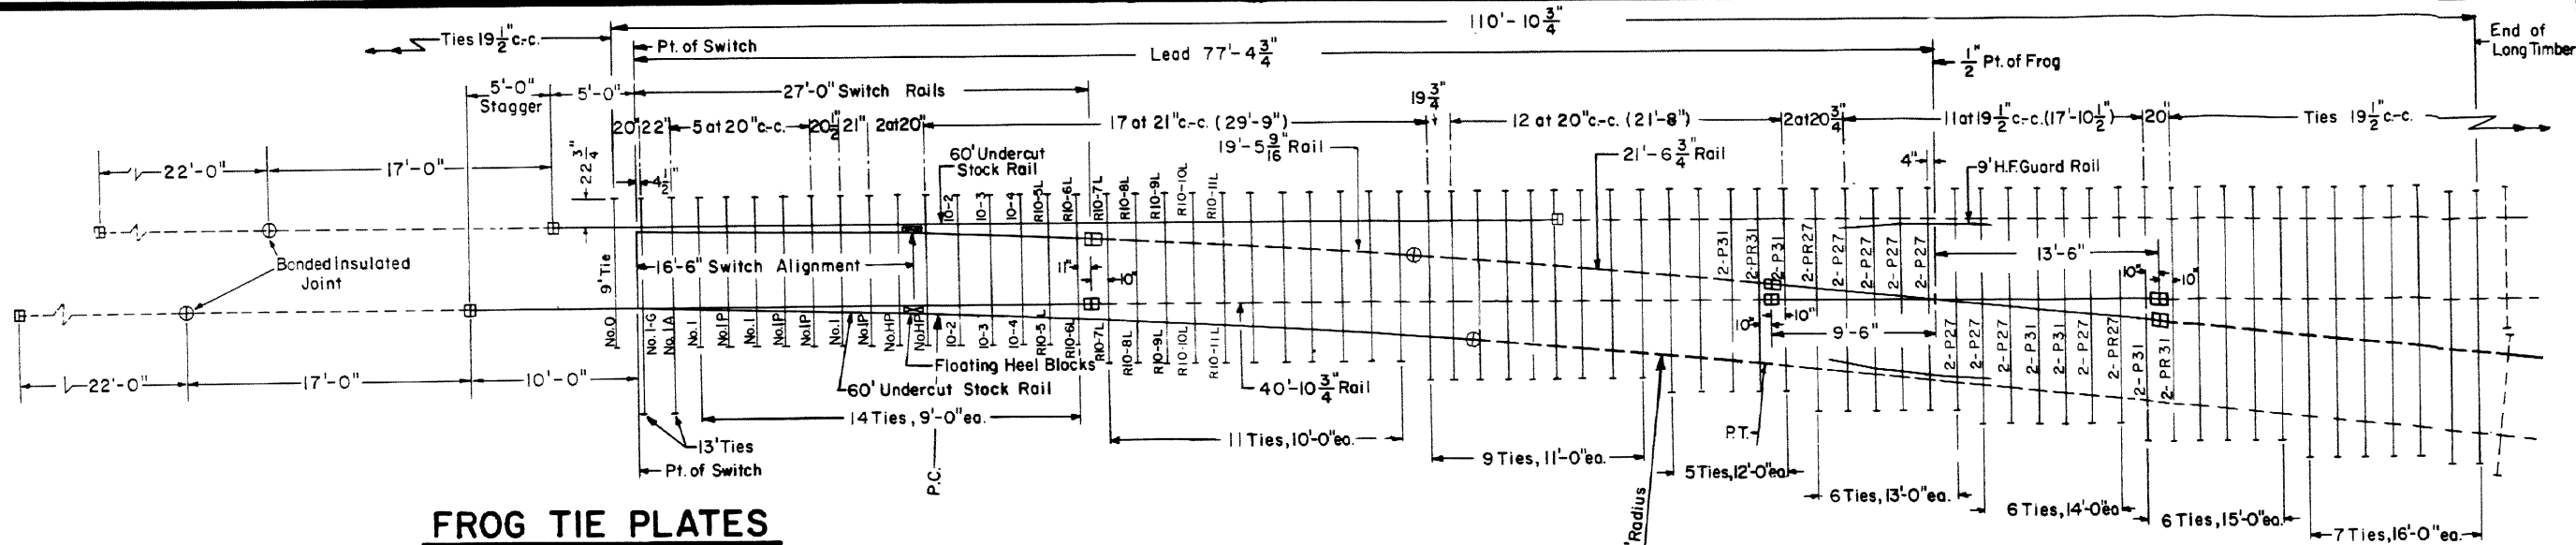 110'-10 3/4"
Ties 19 1/2" c.-c.
Pt. of Switch
Lead 77'-4 3/4"
1/2" Pt. of Frog
End of
Long Timber
5'-0"
Stagger
5'-0"
27'-0" Switch Rails
19 3/4"
20" 22" 5 at 20" c.-c. 20 1/2" 21" 2 at 20"
17 at 21" c.-c. (29'-9")
12 at 20" c.-c. (21'-8")
2 at 20 3/4"
11 at 19 1/2" c.-c. (17'-10 1/2")
20"
Ties 19 1/2" c.-c.
22'-0"
17'-0"
22 3/4"
4 1/2"
60' Undercut
Stock Rail
19'-5 9/16" Rail
21'-6 3/4" Rail
4"
9' H.F. Guard Rail
10-2 10-3 10-4 R10-5L R10-6L R10-7L R10-8L R10-9L R10-10L R10-11L
2-P31 2-PR31 2-P31 2-PR27 2-P27 2-P27 2-P27 2-P27
Bonded Insulated
Joint
9' Tie
16'-6" Switch Alignment
11"
10"
13'-6"
10"
10"
10"
10"
9'-6"
No.0 No.1-G No.1A No.1 No.1P No.1 No.1P No.1P No.1 No.1P No.HP No.HP 10-2 10-3 10-4 R10-5L R10-6L R10-7L R10-8L R10-9L R10-10L R10-11L
2-P27 2-P27 2-P31 2-P31 2-P27 2-PR27 2-P31 2-PR31
22'-0"
17'-0"
10'-0"
Floating Heel Blocks
60' Undercut Stock Rail
40'-10 3/4" Rail
14 Ties, 9'-0" ea.
13' Ties
Pt. of Switch
P.C.
11 Ties, 10'-0" ea.
9 Ties, 11'-0" ea.
P.T.
5 Ties, 12'-0" ea.
6 Ties, 13'-0" ea.
6 Ties, 14'-0" ea.
6 Ties, 15'-0" ea.
7 Ties, 16'-0" ea.
' Radius
FROG TIE PLATES